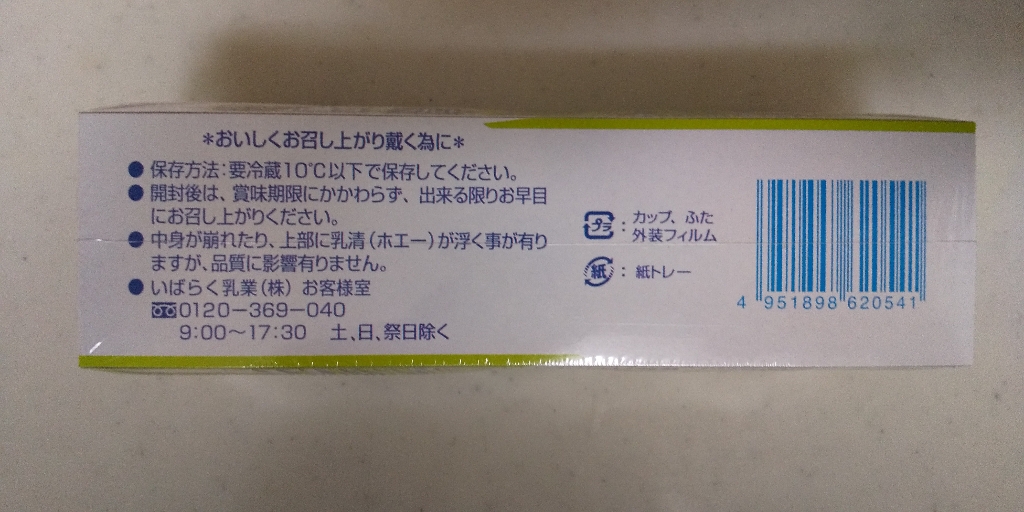 *おいしくお召し上がり戴く為に*
●保存方法:要冷蔵10℃以下で保存してください。
●開封後は、賞味期限にかかわらず、出来る限りお早目
にお召し上がりください。
●中身が崩れたり、上部に乳清(ホエー)が浮く事が有り
ますが、品質に影響有りません。
●いばらく乳業(株) お客様室
0120-369-040
9:00～17:30 土、日、祭日除く
プラ : カップ、ふた
外装フィルム
紙 : 紙トレー
4 951898 620541